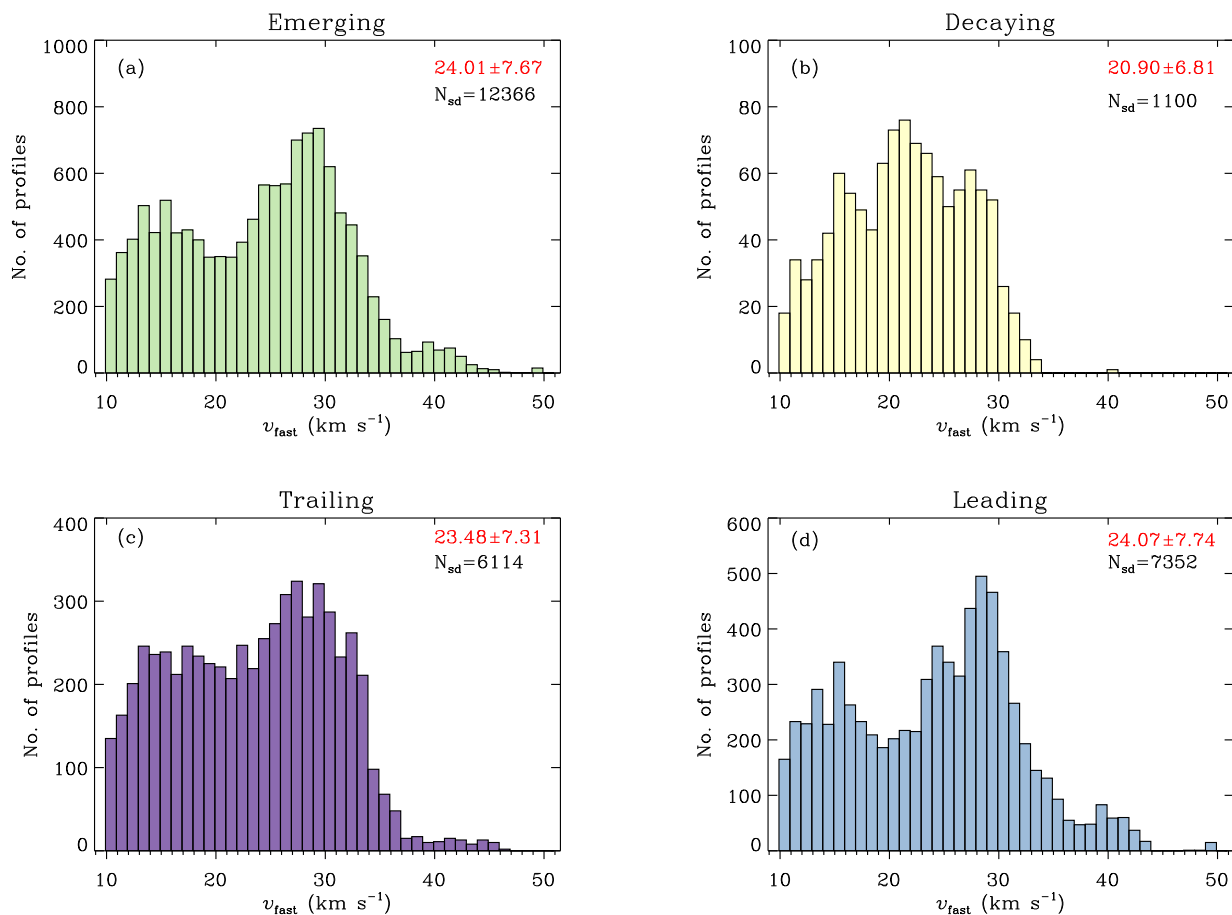 Emerging
(a)
24.01±7.67
N_sd=12366
No. of profiles
1000
800
600
400
200
0
10 20 30 40 50
v_fast (km s⁻¹)
Decaying
(b)
20.90±6.81
N_sd=1100
No. of profiles
100
80
60
40
20
0
10 20 30 40 50
v_fast (km s⁻¹)
Trailing
(c)
23.48±7.31
N_sd=6114
No. of profiles
400
300
200
100
0
10 20 30 40 50
v_fast (km s⁻¹)
Leading
(d)
24.07±7.74
N_sd=7352
No. of profiles
600
500
400
300
200
100
0
10 20 30 40 50
v_fast (km s⁻¹)